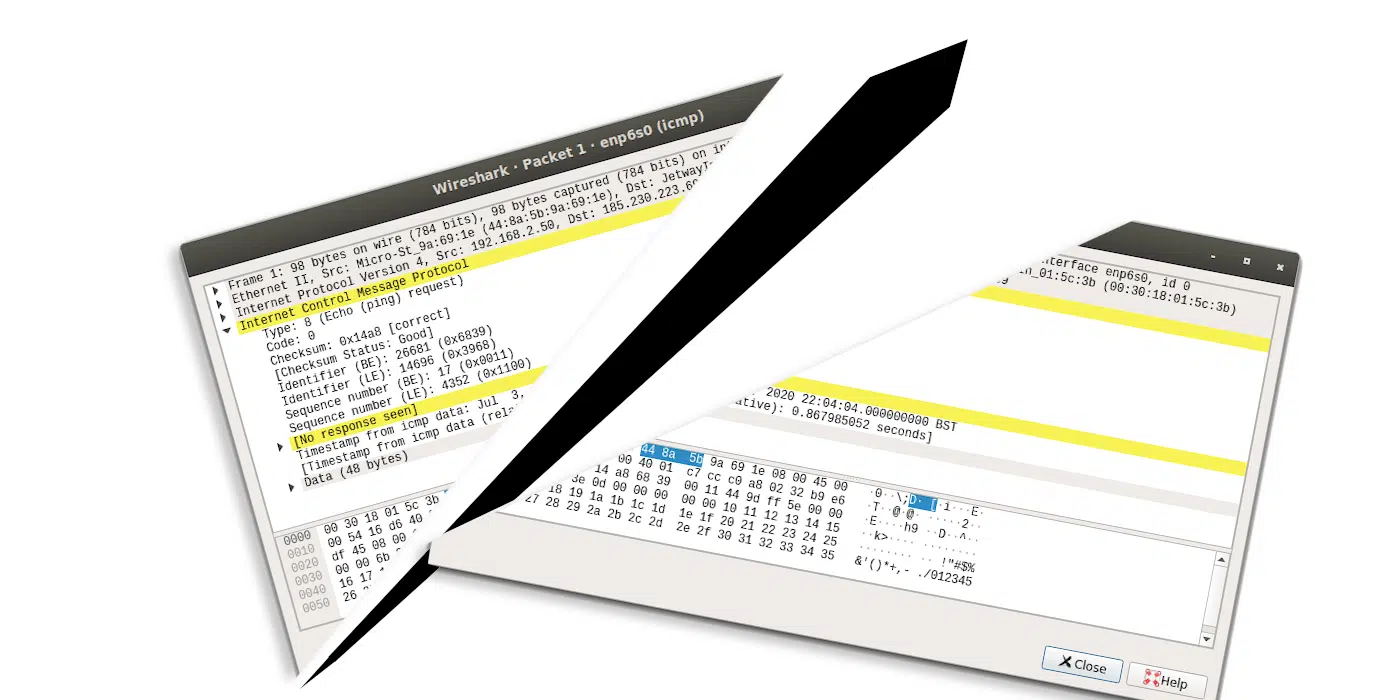 Wireshark · Packet 1 · enp6s0 (icmp)
Frame 1: 98 bytes on wire (784 bits), 98 bytes captured (784 bits) on in
Ethernet II, Src: Micro-St_9a:69:1e (44:8a:5b:9a:69:1e), Dst: JetwayI
Internet Protocol Version 4, Src: 192.168.2.50, Dst: 185.230.223.69
Internet Control Message Protocol
Type: 8 (Echo (ping) request)
Code: 0
Checksum: 0x14a8 [correct]
[Checksum Status: Good]
Identifier (BE): 26681 (0x6839)
Identifier (LE): 14696 (0x3968)
Sequence number (BE): 17 (0x0011)
Sequence number (LE): 4352 (0x1100)
[No response seen]
Timestamp from icmp data: Jul 3,
[Timestamp from icmp data (rela
Data (48 bytes)
0000 00 30 18 01 5c 3b
0010 00 54 16 d6 40
0020 df 45 08 00
0030 00 00 6b
0040 16 17
0050 26
nterface enp6s0, id 0
n_01:5c:3b (00:30:18:01:5c:3b)
2020 22:04:04.000000000 BST
ative): 0.867985052 seconds]
44 8a 5b 9a 69 1e 08 00 45 00 ·0··\;D· [·i···E·
00 40 01 c7 cc c0 a8 02 32 b9 e6 ·T··@·@· ····2··
14 a8 68 39 00 11 44 9d ff 5e 00 00 ·E····h9 ··D··^··
3e 0d 00 00 00 00 00 10 11 12 13 14 15 ··k>···· ········
18 19 1a 1b 1c 1d 1e 1f 20 21 22 23 24 25 ········ ··!"#$%
27 28 29 2a 2b 2c 2d 2e 2f 30 31 32 33 34 35 &'()*+,- ./012345
Close
Help